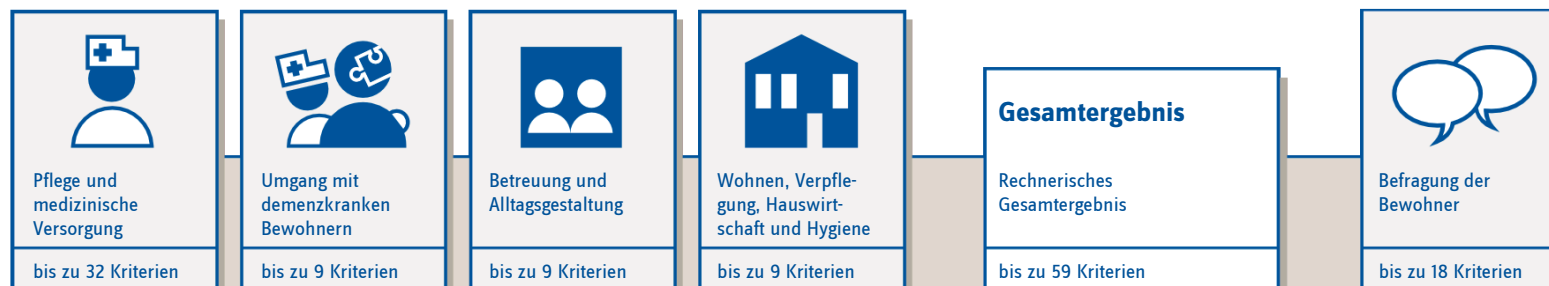 Pflege und
medizinische
Versorgung
bis zu 32 Kriterien
Umgang mit
demenzkranken
Bewohnern
bis zu 9 Kriterien
Betreuung und
Alltagsgestaltung
bis zu 9 Kriterien
Wohnen, Verpfle-
gung, Hauswirt-
schaft und Hygiene
bis zu 9 Kriterien
Gesamtergebnis
Rechnerisches
Gesamtergebnis
bis zu 59 Kriterien
Befragung der
Bewohner
bis zu 18 Kriterien